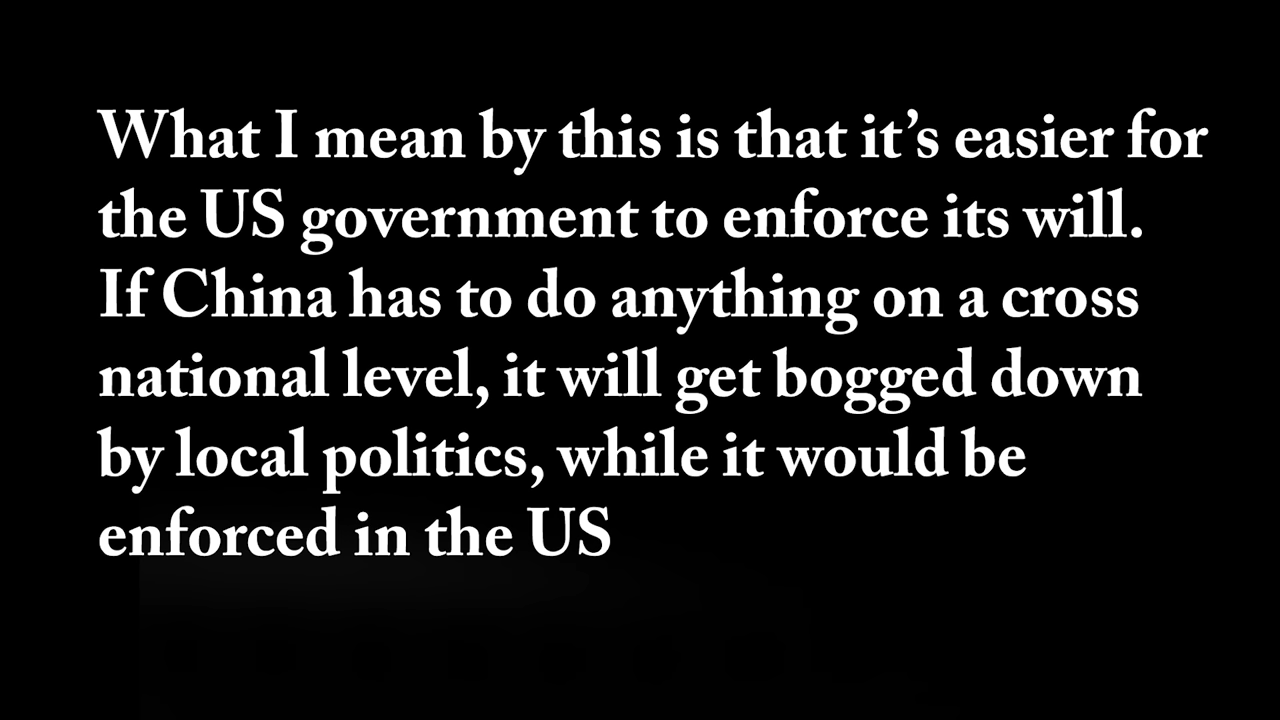 What I mean by this is that it’s easier for
the US government to enforce its will.
If China has to do anything on a cross
national level, it will get bogged down
by local politics, while it would be
enforced in the US